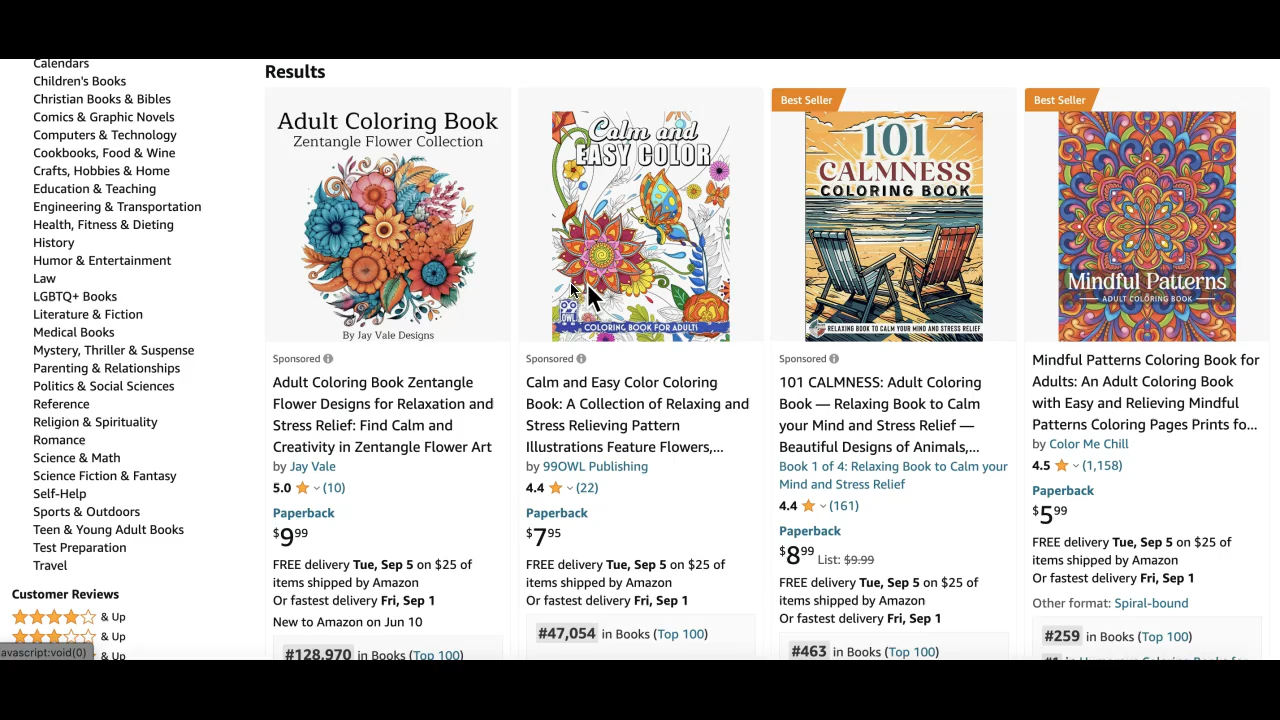 Calendars
Children's Books
Christian Books & Bibles
Comics & Graphic Novels
Computers & Technology
Cookbooks, Food & Wine
Crafts, Hobbies & Home
Education & Teaching
Engineering & Transportation
Health, Fitness & Dieting
History
Humor & Entertainment
Law
LGBTQ+ Books
Literature & Fiction
Medical Books
Mystery, Thriller & Suspense
Parenting & Relationships
Politics & Social Sciences
Reference
Religion & Spirituality
Romance
Science & Math
Science Fiction & Fantasy
Self-Help
Sports & Outdoors
Teen & Young Adult Books
Test Preparation
Travel
Customer Reviews
& Up
& Up
& Up
avascript:void(0)
Results
Adult Coloring Book
Zentangle Flower Collection
By Jay Vale Designs
Sponsored
Adult Coloring Book Zentangle
Flower Designs for Relaxation and
Stress Relief: Find Calm and
Creativity in Zentangle Flower Art
by Jay Vale
5.0 (10)
Paperback
$9 99
FREE delivery Tue, Sep 5 on $25 of
items shipped by Amazon
Or fastest delivery Fri, Sep 1
New to Amazon on Jun 10
#128,970 in Books (Top 100)
Calm and
EASY COLOR
OWL
COLORING BOOK FOR ADULTS
Sponsored
Calm and Easy Color Coloring
Book: A Collection of Relaxing and
Stress Relieving Pattern
Illustrations Feature Flowers,...
by 99OWL Publishing
4.4 (22)
Paperback
$7 95
FREE delivery Tue, Sep 5 on $25 of
items shipped by Amazon
Or fastest delivery Fri, Sep 1
#47,054 in Books (Top 100)
Best Seller
101
CALMNESS
COLORING BOOK
RELAXING BOOK TO CALM YOUR MIND AND STRESS RELIEF
Sponsored
101 CALMNESS: Adult Coloring
Book — Relaxing Book to Calm
your Mind and Stress Relief —
Beautiful Designs of Animals,...
Book 1 of 4: Relaxing Book to Calm your
Mind and Stress Relief
4.4 (161)
Paperback
$8 99 List: $9.99
FREE delivery Tue, Sep 5 on $25 of
items shipped by Amazon
Or fastest delivery Fri, Sep 1
#463 in Books (Top 100)
Best Seller
Mindful Patterns
ADULT COLORING BOOK
Mindful Patterns Coloring Book for
Adults: An Adult Coloring Book
with Easy and Relieving Mindful
Patterns Coloring Pages Prints fo...
by Color Me Chill
4.5 (1,158)
Paperback
$5 99
FREE delivery Tue, Sep 5 on $25 of
items shipped by Amazon
Or fastest delivery Fri, Sep 1
Other format: Spiral-bound
#259 in Books (Top 100)